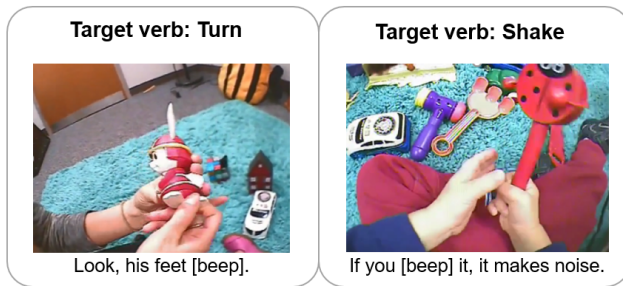 Target verb: Turn
Look, his feet [beep].
Target verb: Shake
If you [beep] it, it makes noise.